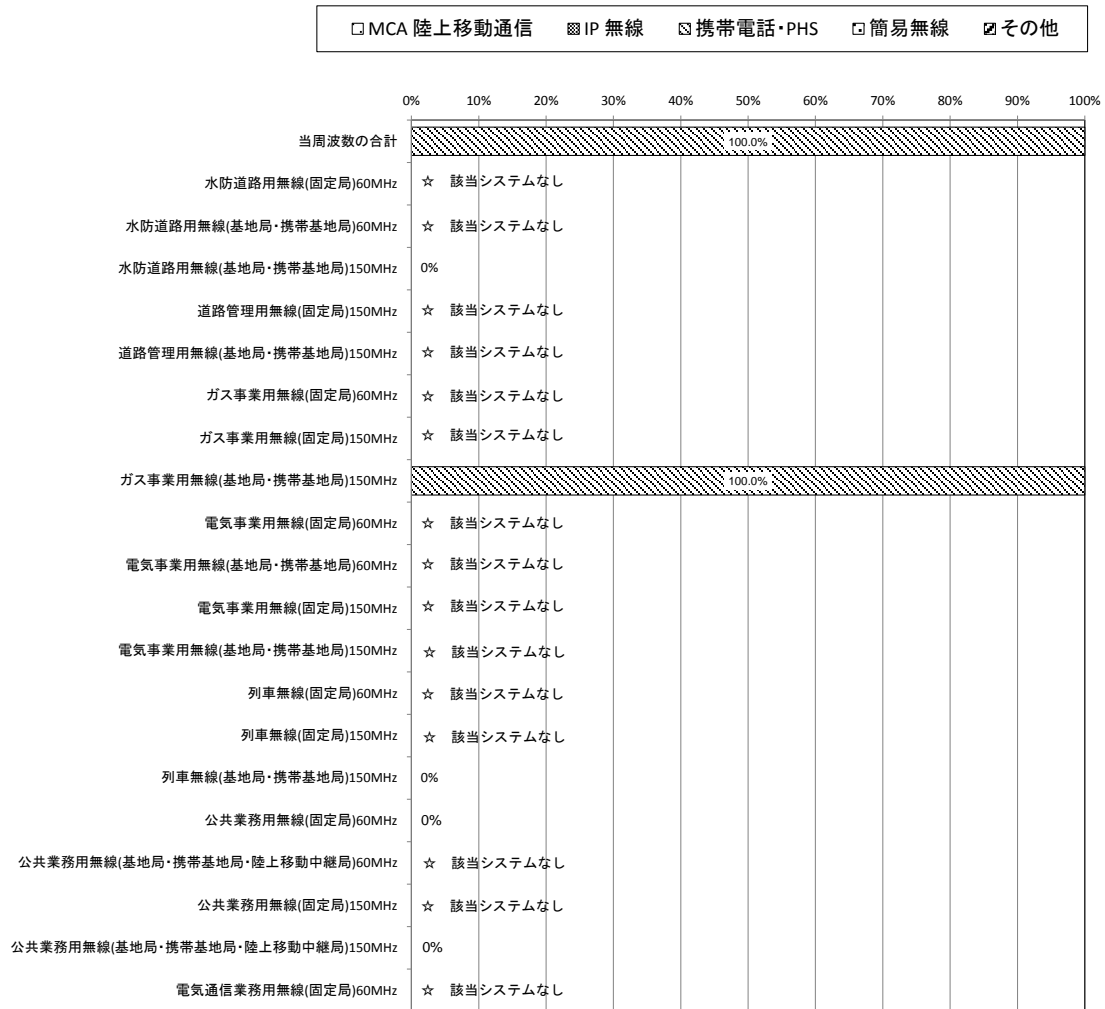 MCA 陸上移動通信 IP 無線 携帯電話・PHS 簡易無線 その他
0% 10% 20% 30% 40% 50% 60% 70% 80% 90% 100%
当周波数の合計 100.0%
水防道路用無線(固定局)60MHz ☆ 該当システムなし
水防道路用無線(基地局・携帯基地局)60MHz ☆ 該当システムなし
水防道路用無線(基地局・携帯基地局)150MHz 0%
道路管理用無線(固定局)150MHz ☆ 該当システムなし
道路管理用無線(基地局・携帯基地局)150MHz ☆ 該当システムなし
ガス事業用無線(固定局)60MHz ☆ 該当システムなし
ガス事業用無線(固定局)150MHz ☆ 該当システムなし
ガス事業用無線(基地局・携帯基地局)150MHz 100.0%
電気事業用無線(固定局)60MHz ☆ 該当システムなし
電気事業用無線(基地局・携帯基地局)60MHz ☆ 該当システムなし
電気事業用無線(固定局)150MHz ☆ 該当システムなし
電気事業用無線(基地局・携帯基地局)150MHz ☆ 該当システムなし
列車無線(固定局)60MHz ☆ 該当システムなし
列車無線(固定局)150MHz ☆ 該当システムなし
列車無線(基地局・携帯基地局)150MHz 0%
公共業務用無線(固定局)60MHz 0%
公共業務用無線(基地局・携帯基地局・陸上移動中継局)60MHz ☆ 該当システムなし
公共業務用無線(固定局)150MHz ☆ 該当システムなし
公共業務用無線(基地局・携帯基地局・陸上移動中継局)150MHz 0%
電気通信業務用無線(固定局)60MHz ☆ 該当システムなし